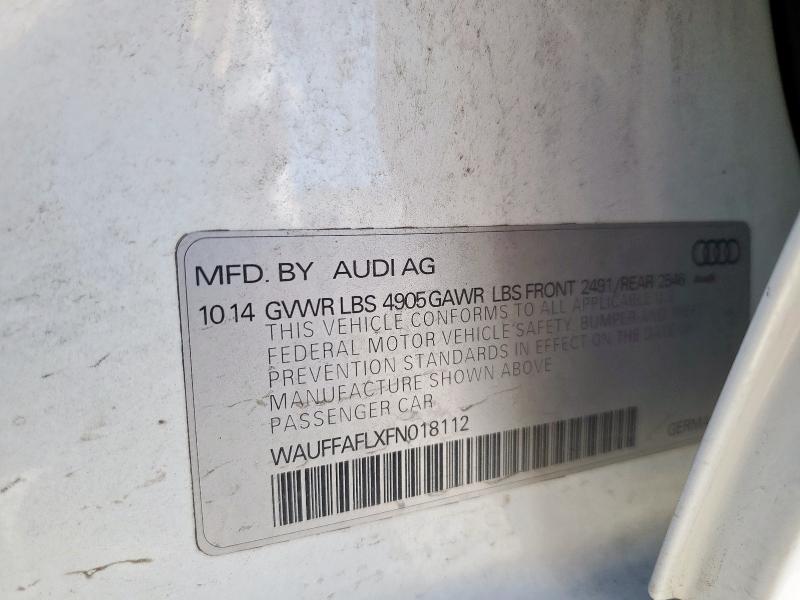 MFD. BY AUDI AG
10 14 GVWR LBS 4905 GAWR LBS FRONT 2491/REAR 2546
THIS VEHICLE CONFORMS TO ALL APPLICABLE U.S.
FEDERAL MOTOR VEHICLE SAFETY, BUMPER AND THEFT
PREVENTION STANDARDS IN EFFECT ON THE DATE OF
MANUFACTURE SHOWN ABOVE
PASSENGER CAR
WAUFFAFLXFN018112